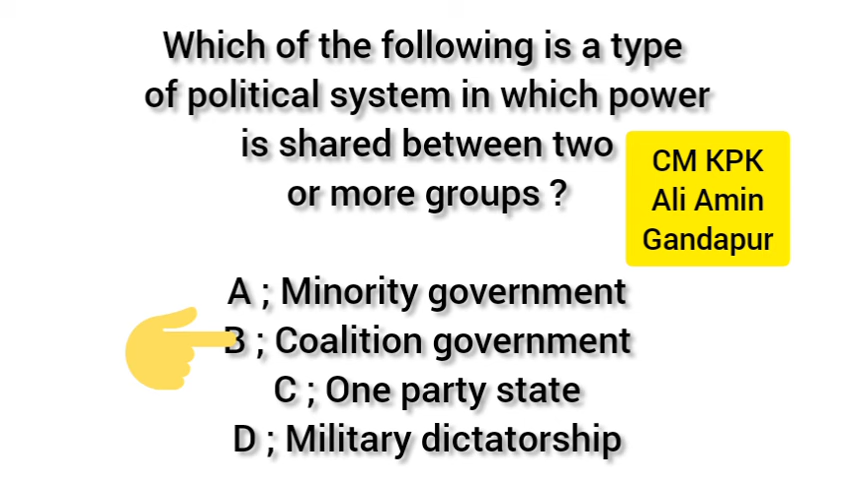 Which of the following is a type
of political system in which power
is shared between two
or more groups ?
CM KPK
Ali Amin
Gandapur
A ; Minority government
B ; Coalition government
C ; One party state
D ; Military dictatorship